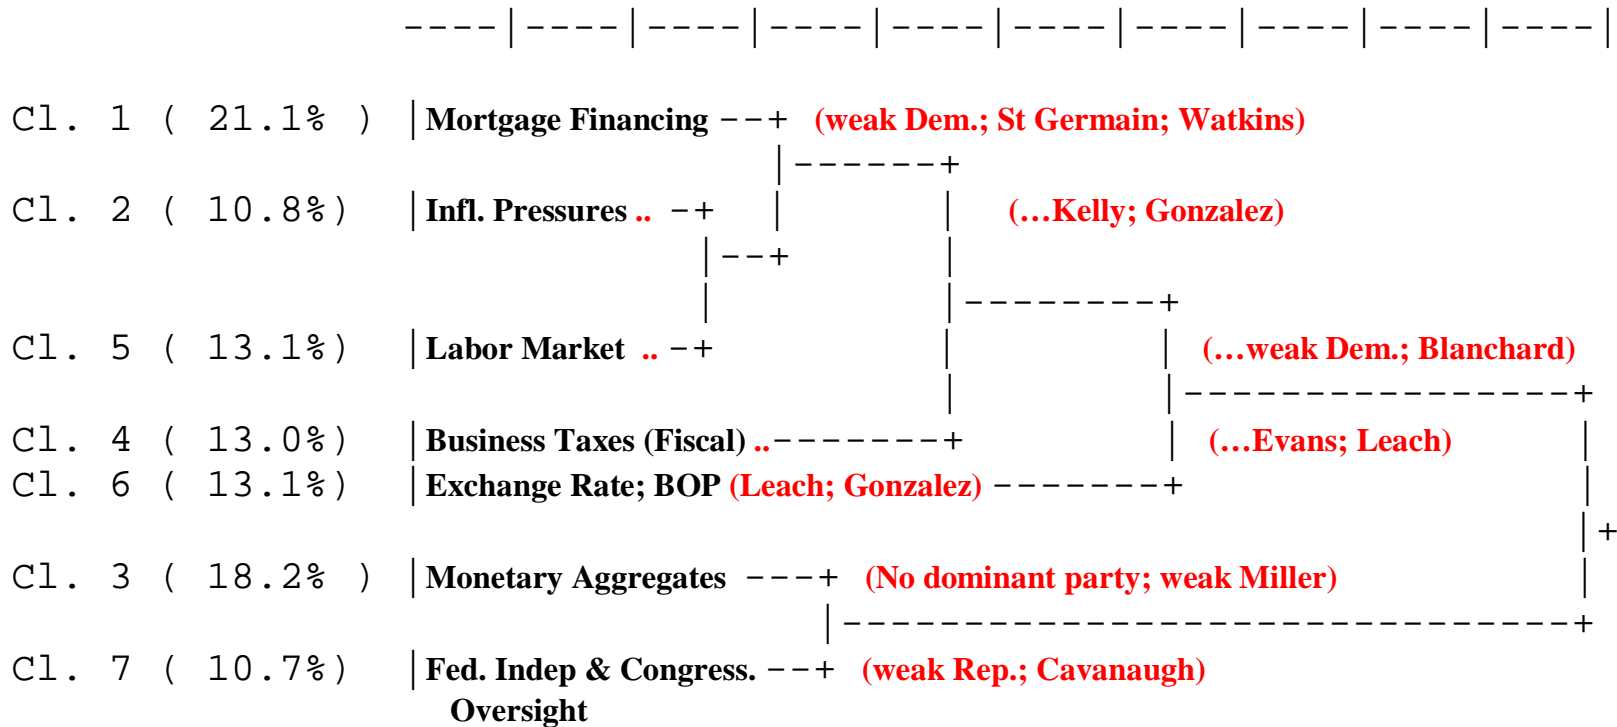 ----|----|----|----|----|----|----|----|----|----|
Cl. 1 ( 21.1% ) |Mortgage Financing --+ (weak Dem.; St Germain; Watkins)
|------+
Cl. 2 ( 10.8%) |Infl. Pressures .. -+ | | (…Kelly; Gonzalez)
|--+ |
| |--------+
Cl. 5 ( 13.1%) |Labor Market .. -+ | | (…weak Dem.; Blanchard)
| |-----------------+
Cl. 4 ( 13.0%) |Business Taxes (Fiscal) ..-------+ | (…Evans; Leach) |
Cl. 6 ( 13.1%) |Exchange Rate; BOP (Leach; Gonzalez) -------+ |
|+
Cl. 3 ( 18.2% ) |Monetary Aggregates ---+ (No dominant party; weak Miller) |
|------------------------------+
Cl. 7 ( 10.7%) |Fed. Indep & Congress. --+ (weak Rep.; Cavanaugh)
Oversight